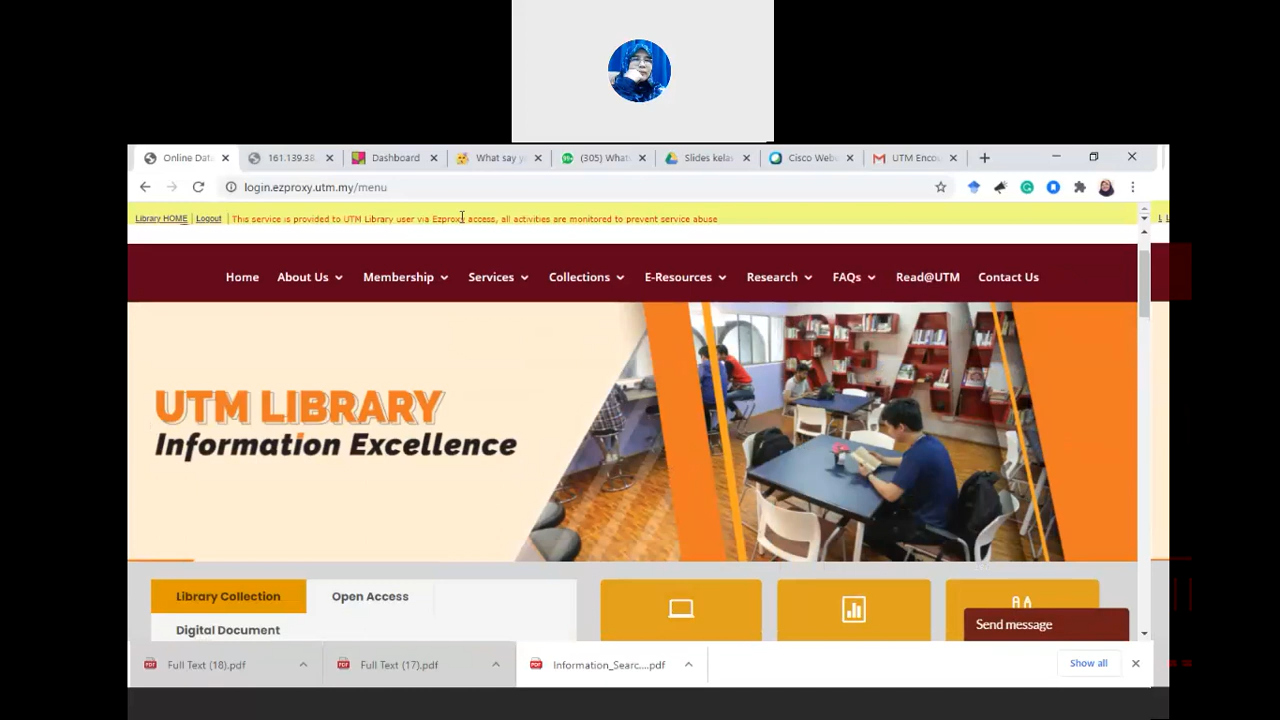 Online Data
161.139.38.
Dashboard
What say y
(305) Whats
Slides kelas
Cisco Web
UTM Enco
login.ezproxy.utm.my/menu
Library HOME | Logout | This service is provided to UTM Library user via Ezproxy access, all activities are monitored to prevent service abuse
Home About Us Membership Services Collections E-Resources Research FAQs Read@UTM Contact Us
UTM LIBRARY
Information Excellence
Library Collection
Open Access
Digital Document
Send message
Full Text (18).pdf
Full Text (17).pdf
Information_Searc....pdf
Show all